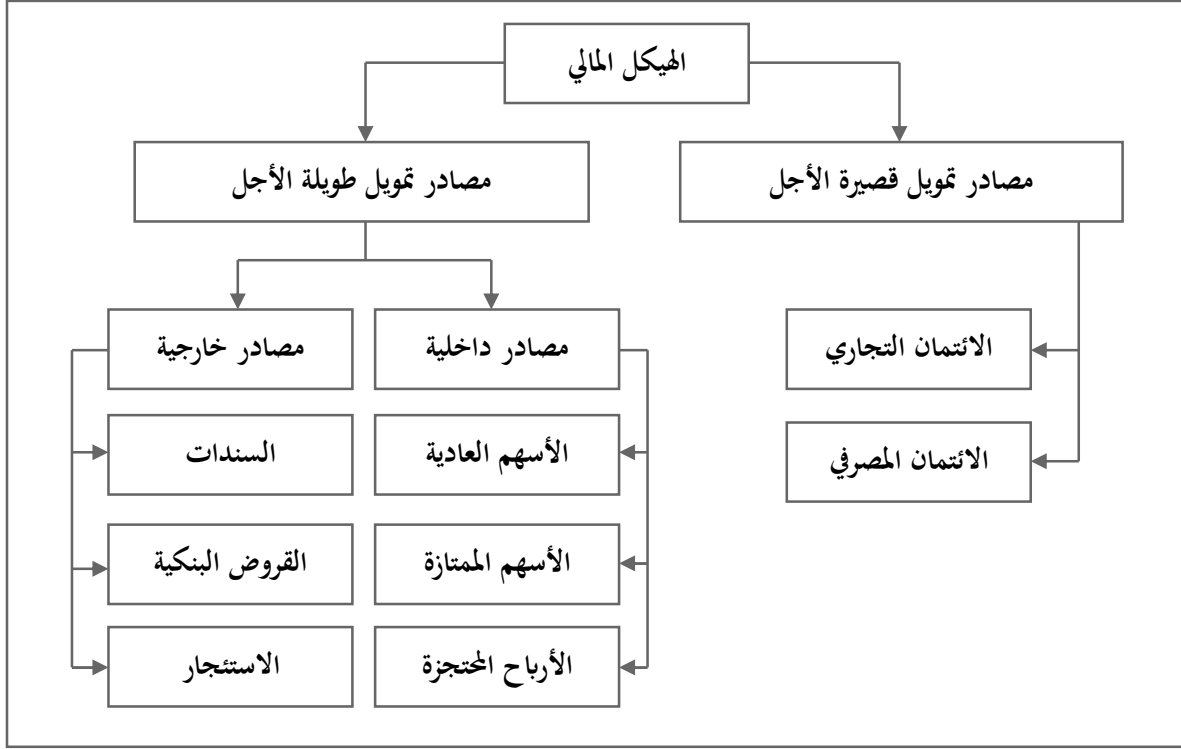 الهيكل المالي
مصادر تمويل قصيرة الأجل
مصادر تمويل طويلة الأجل
مصادر داخلية
مصادر خارجية
الائتمان التجاري
الأسهم العادية
السندات
الائتمان المصرفي
الأسهم الممتازة
القروض البنكية
الأرباح المحتجزة
الاستئجار